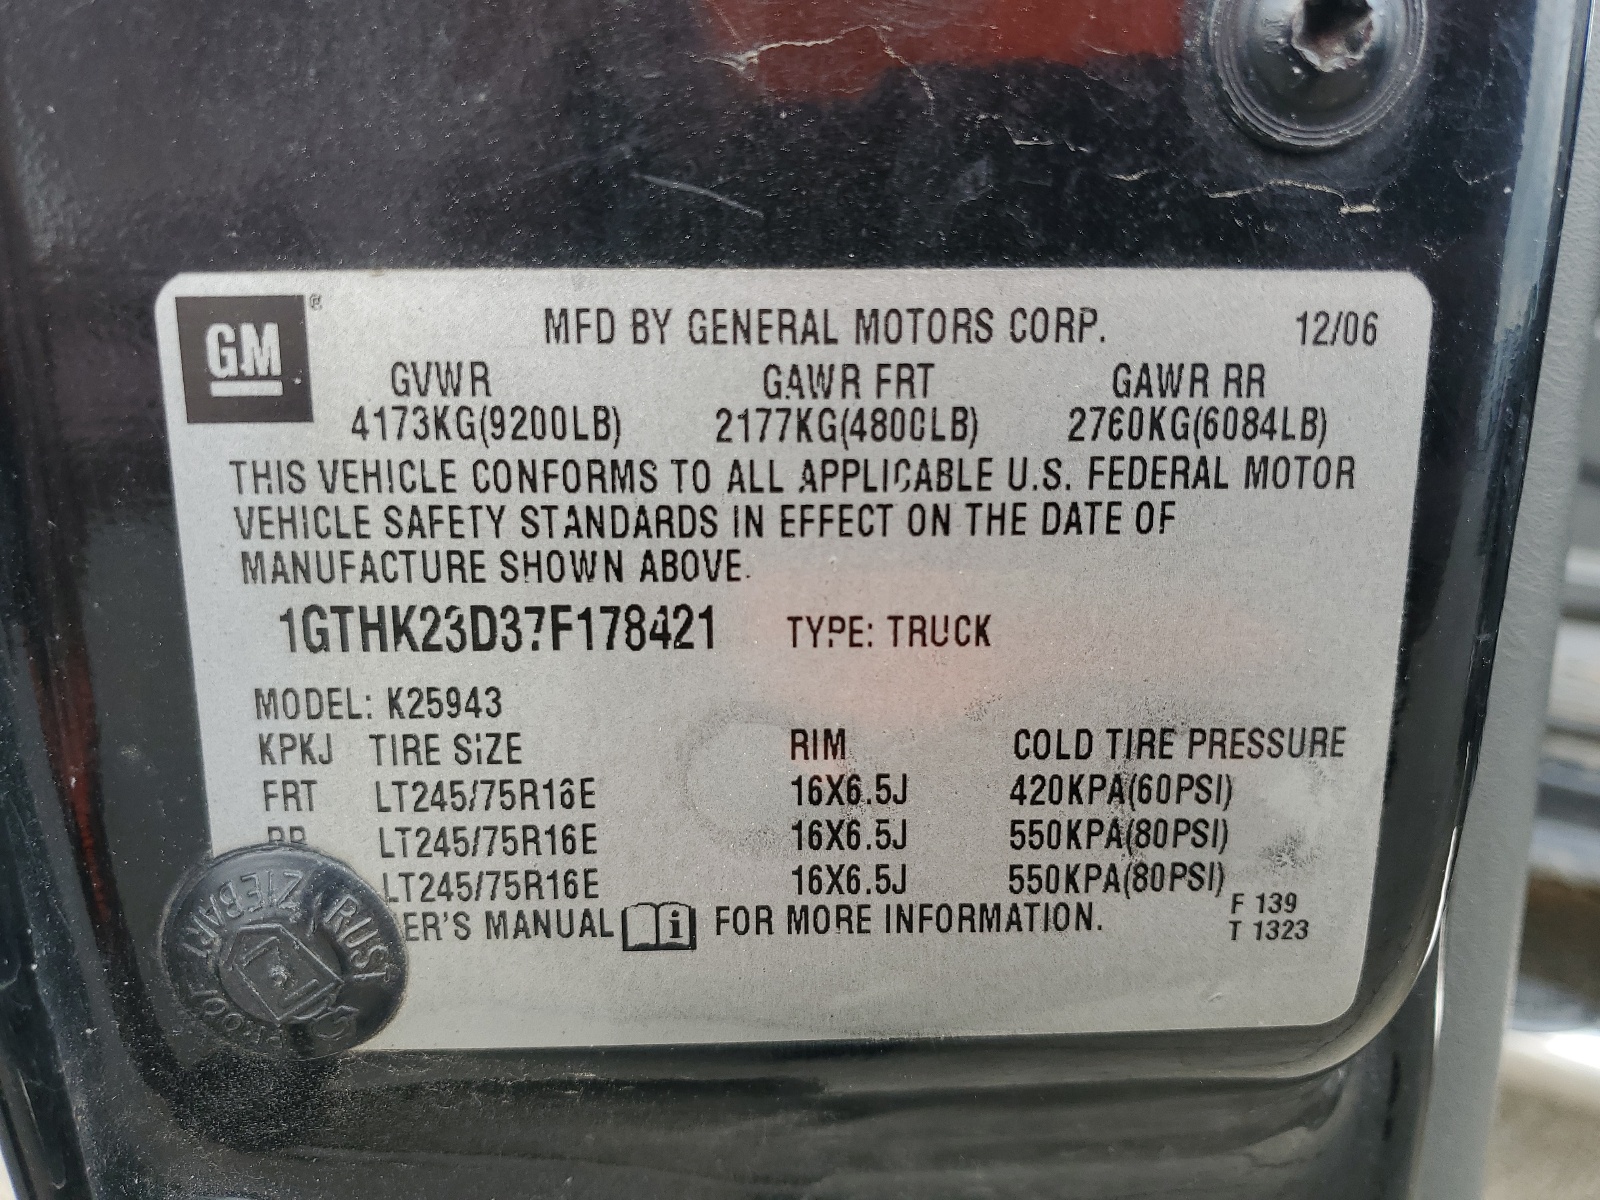 GM ®
MFD BY GENERAL MOTORS CORP. 12/06
GVWR GAWR FRT GAWR RR
4173KG(9200LB) 2177KG(4800LB) 2760KG(6084LB)
THIS VEHICLE CONFORMS TO ALL APPLICABLE U.S. FEDERAL MOTOR
VEHICLE SAFETY STANDARDS IN EFFECT ON THE DATE OF
MANUFACTURE SHOWN ABOVE.
1GTHK23D37F178421 TYPE: TRUCK
MODEL: K25943
KPKJ TIRE SIZE RIM COLD TIRE PRESSURE
FRT LT245/75R16E 16X6.5J 420KPA(60PSI)
RR LT245/75R16E 16X6.5J 550KPA(80PSI)
LT245/75R16E 16X6.5J 550KPA(80PSI)
ER'S MANUAL i FOR MORE INFORMATION.
F 139
T 1323
ZIEBART RUST PROOF